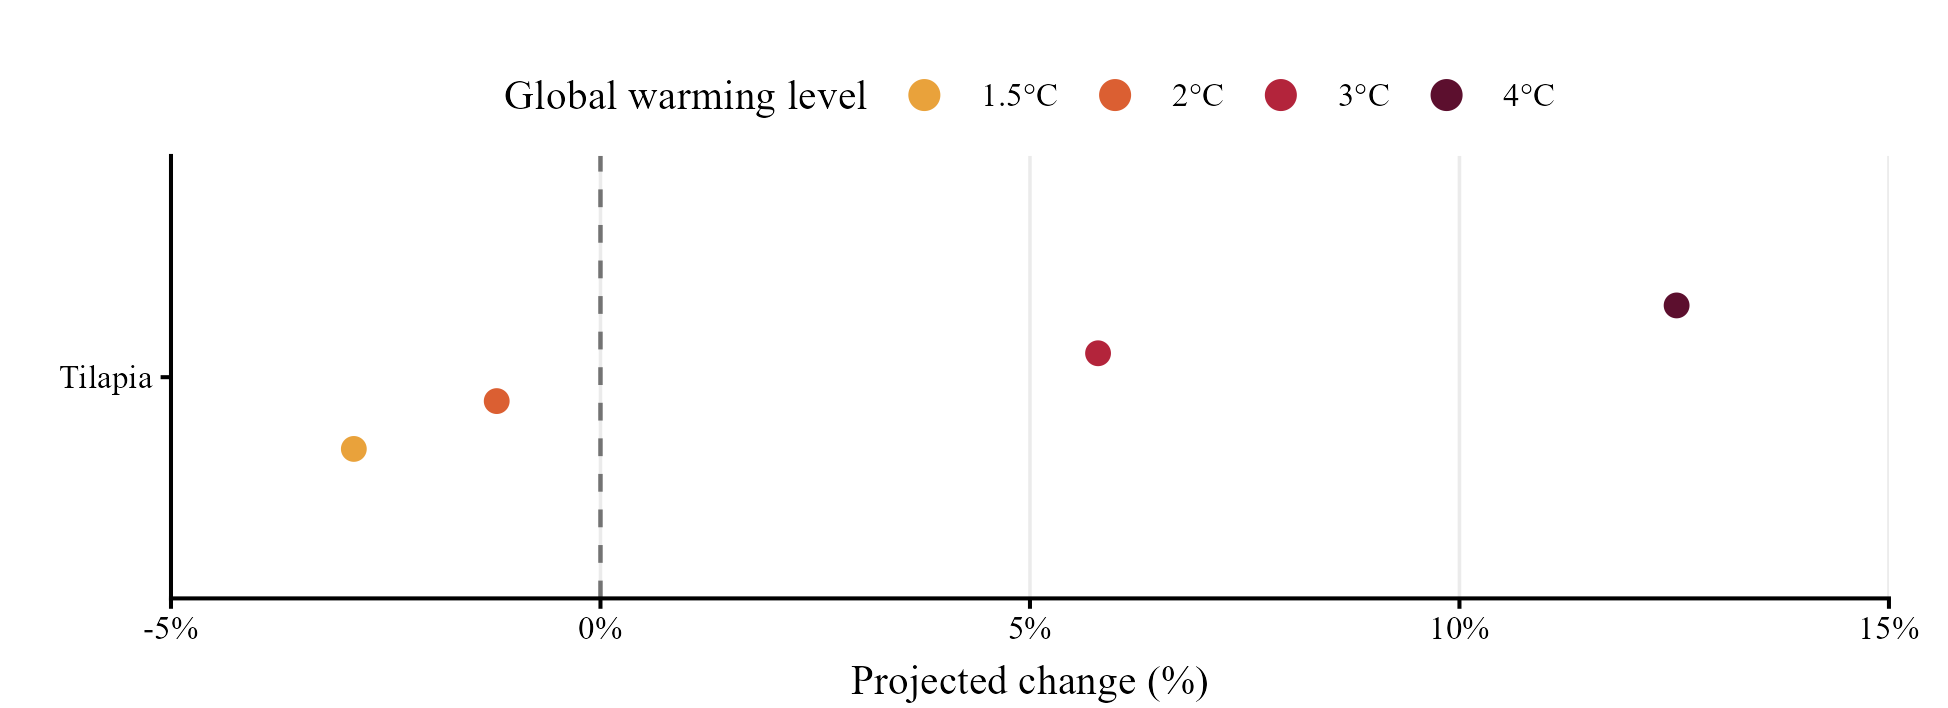 Global warming level 1.5°C 2°C 3°C 4°C
Tilapia
-5% 0% 5% 10% 15%
Projected change (%)